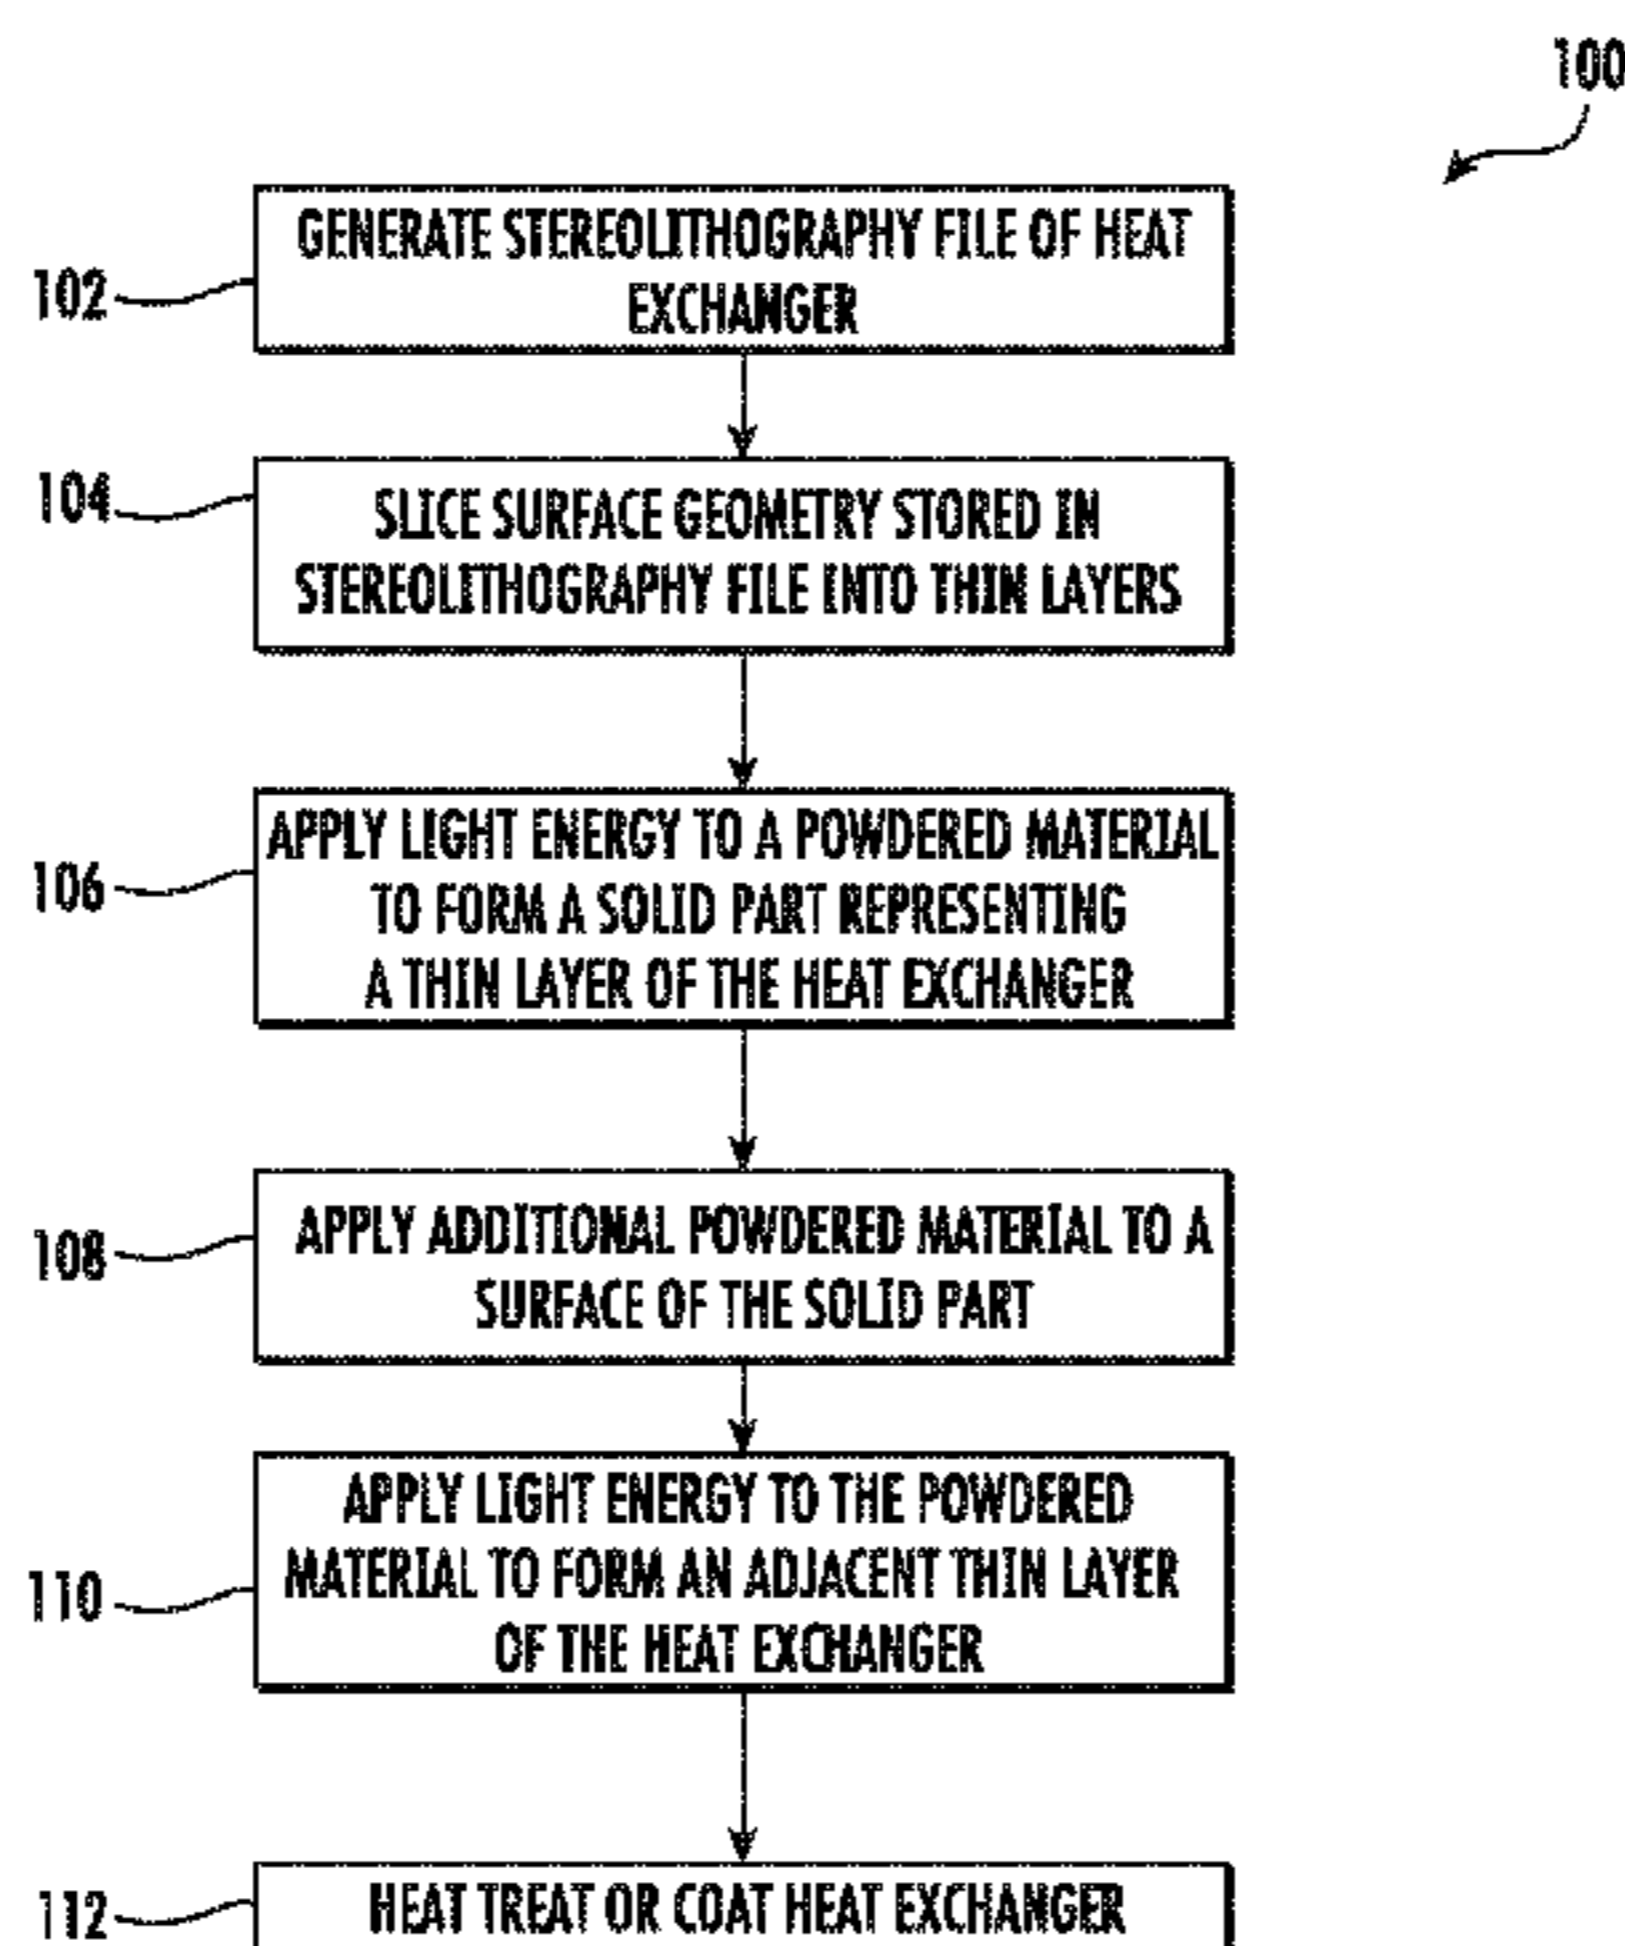 100
102
GENERATE STEREOLITHOGRAPHY FILE OF HEAT
EXCHANGER
104
SLICE SURFACE GEOMETRY STORED IN
STEREOLITHOGRAPHY FILE INTO THIN LAYERS
106
APPLY LIGHT ENERGY TO A POWDERED MATERIAL
TO FORM A SOLID PART REPRESENTING
A THIN LAYER OF THE HEAT EXCHANGER
108
APPLY ADDITIONAL POWDERED MATERIAL TO A
SURFACE OF THE SOLID PART
110
APPLY LIGHT ENERGY TO THE POWDERED
MATERIAL TO FORM AN ADJACENT THIN LAYER
OF THE HEAT EXCHANGER
112
HEAT TREAT OR COAT HEAT EXCHANGER